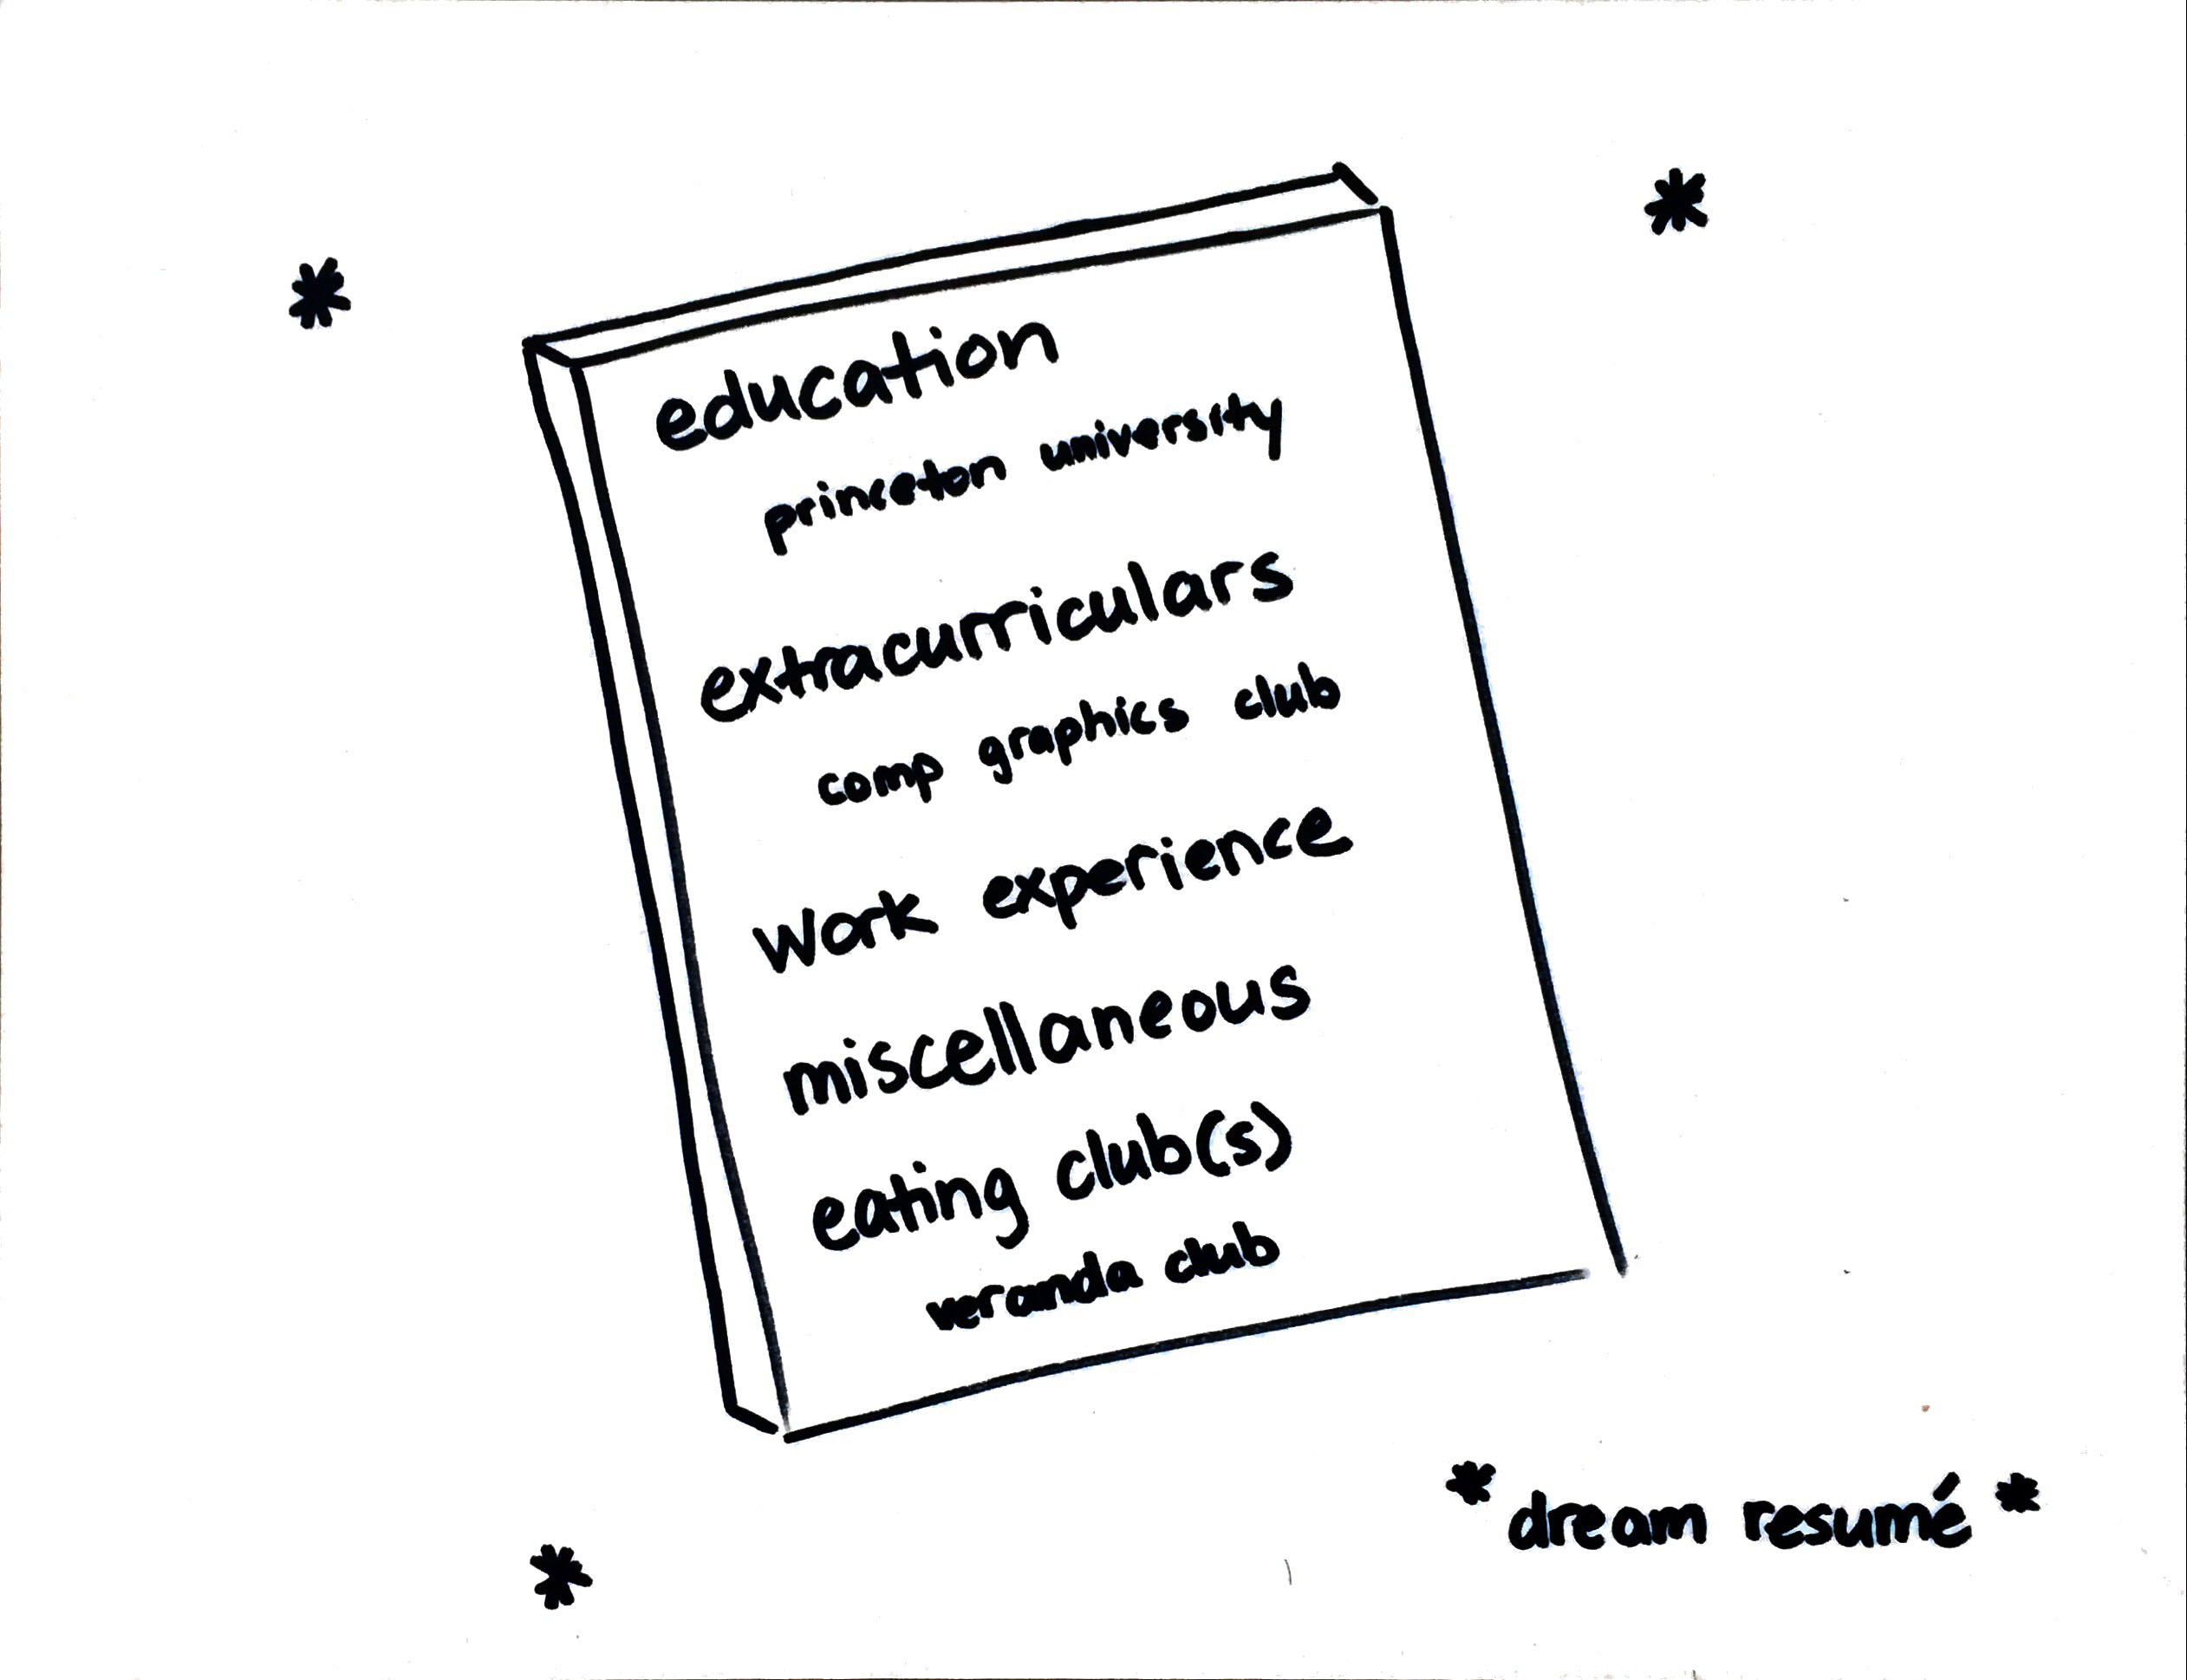 education
princeton university
extracurriculars
comp graphics club
work experience
miscellaneous
eating club(s)
veranda club
*dream resumé*